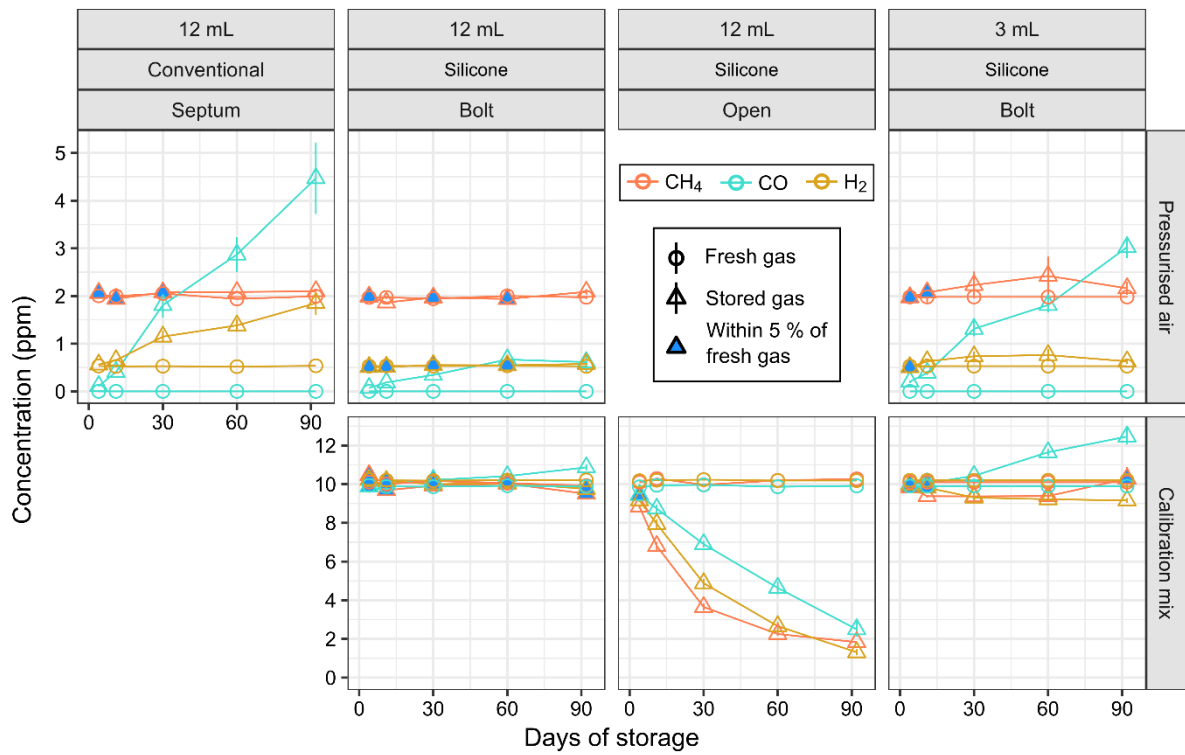 12 mL 12 mL 12 mL 3 mL
Conventional Silicone Silicone Silicone
Septum Bolt Open Bolt
5
4
3
2
1
0
0 30 60 90
CH₄ CO H₂
Fresh gas
Stored gas
Within 5 % of
fresh gas
Pressurised air
Concentration (ppm)
12
10
8
6
4
2
0
Calibration mix
0 30 60 90 0 30 60 90 0 30 60 90
Days of storage